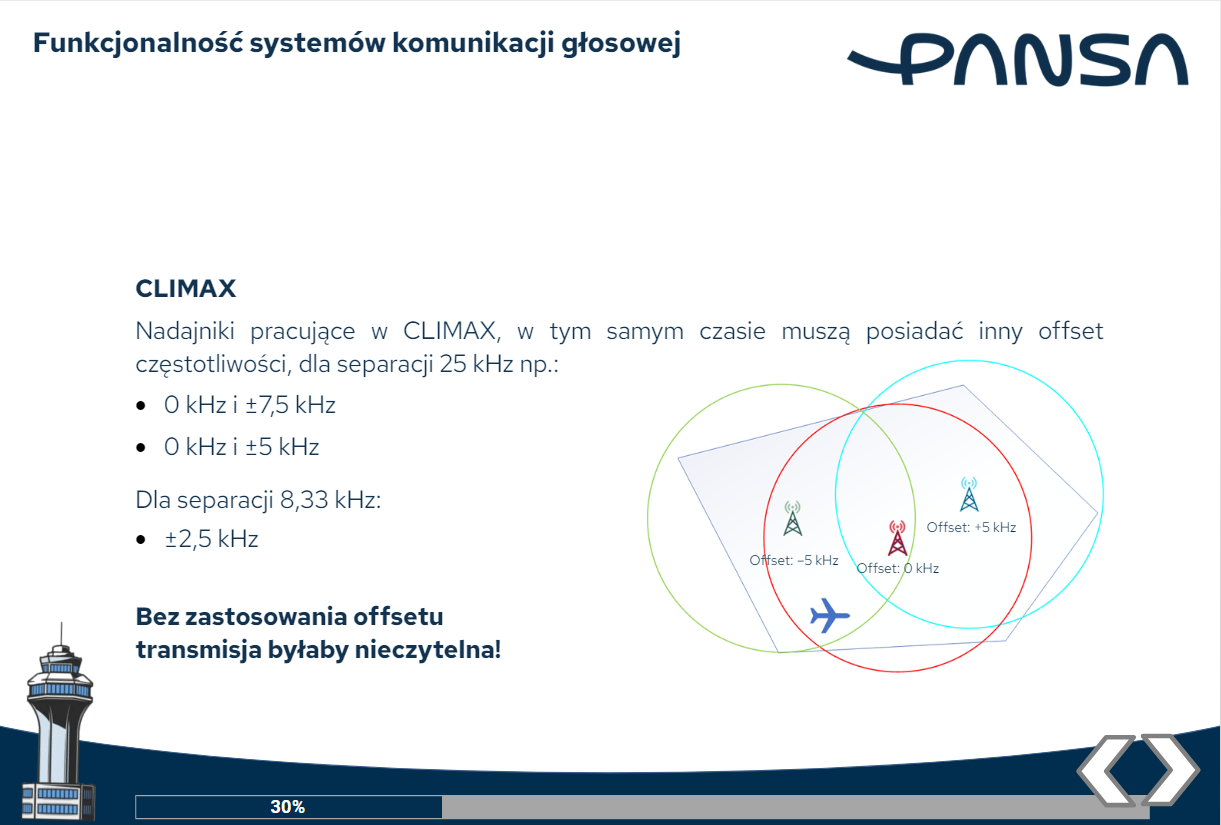 Funkcjonalność systemów komunikacji głosowej
PANSA
CLIMAX
Nadajniki pracujące w CLIMAX, w tym samym czasie muszą posiadać inny offset
częstotliwości, dla separacji 25 kHz np.:
• 0 kHz i ±7,5 kHz
• 0 kHz i ±5 kHz
Dla separacji 8,33 kHz:
• ±2,5 kHz
Bez zastosowania offsetu
transmisja byłaby nieczytelna!
Offset: +5 kHz
Offset: −5 kHz
Offset: 0 kHz
30%